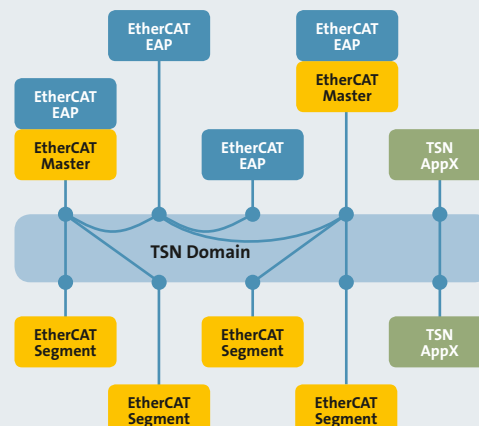 EtherCAT
EAP
EtherCAT
EAP
EtherCAT
Master
EtherCAT
EAP
EtherCAT
Master
EtherCAT
EAP
TSN
AppX
TSN Domain
EtherCAT
Segment
EtherCAT
Segment
TSN
AppX
EtherCAT
Segment
EtherCAT
Segment